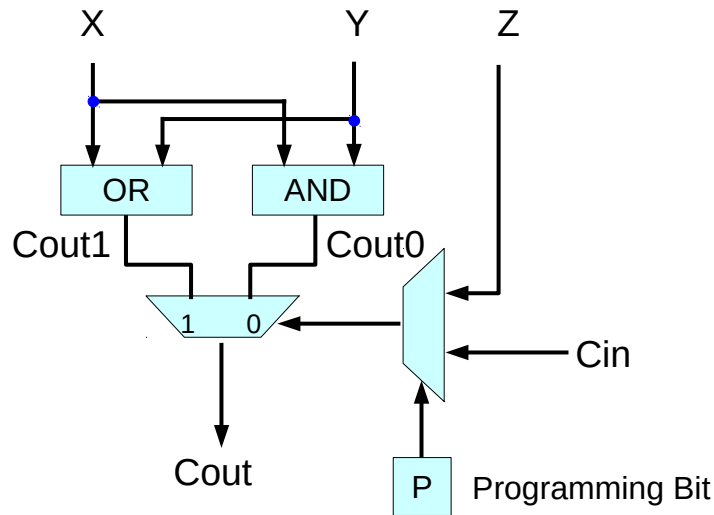 X Y Z
OR AND
Cout1 Cout0
1 0
Cin
Cout
P Programming Bit